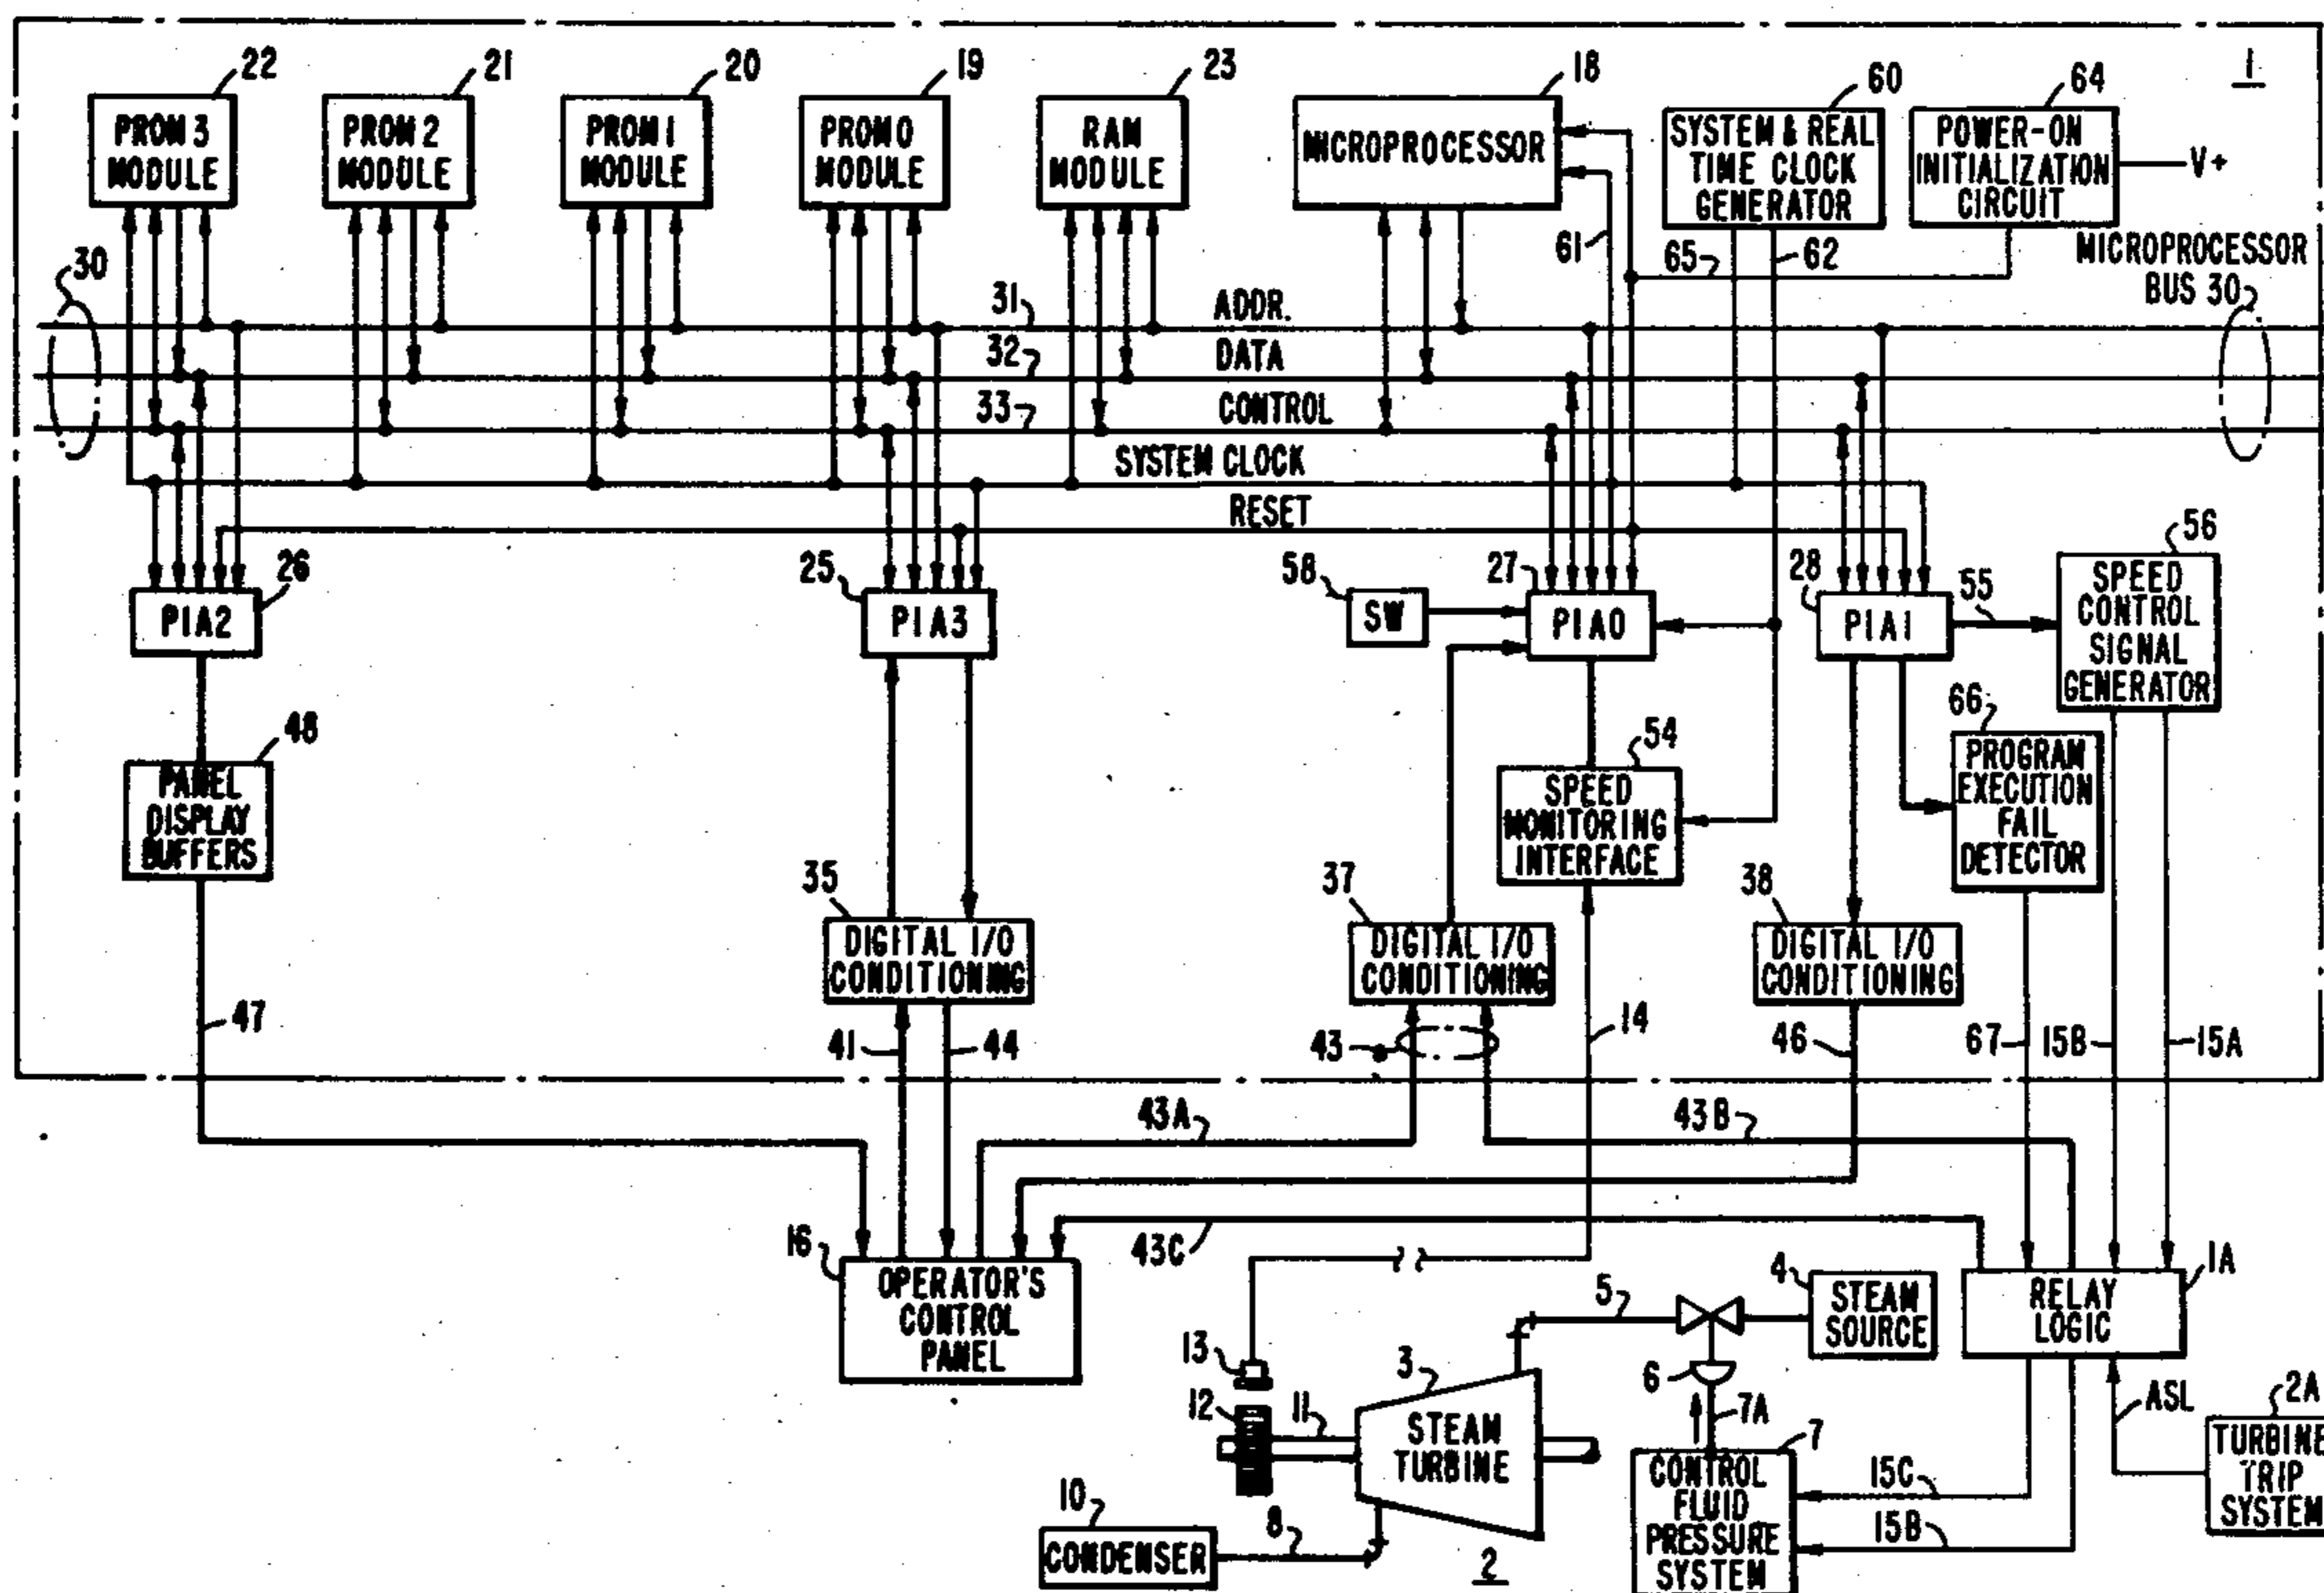 22
21
20
19
23
18
60
64
1
PROM 3
MODULE
PROM 2
MODULE
PROM 1
MODULE
PROM 0
MODULE
RAM
MODULE
MICROPROCESSOR
SYSTEM & REAL
TIME CLOCK
GENERATOR
POWER-ON
INITIALIZATION
CIRCUIT
V+
61
65
62
MICROPROCESSOR
BUS 30
30
31
ADDR.
32
DATA
33
CONTROL
SYSTEM CLOCK
RESET
26
PIA2
25
PIA3
58
SW
27
PIA0
28
PIA1
55
56
SPEED
CONTROL
SIGNAL
GENERATOR
48
PANEL
DISPLAY
BUFFERS
54
SPEED
MONITORING
INTERFACE
66
PROGRAM
EXECUTION
FAIL
DETECTOR
35
DIGITAL I/O
CONDITIONING
37
DIGITAL I/O
CONDITIONING
38
DIGITAL I/O
CONDITIONING
47
41
44
43
14
46
67
15B
15A
43A
43B
43C
16
OPERATOR'S
CONTROL
PANEL
13
12
11
3
STEAM
TURBINE
5
6
4
STEAM
SOURCE
1A
RELAY
LOGIC
7A
7
CONTROL
FLUID
PRESSURE
SYSTEM
15C
15B
ASL
2A
TURBINE
TRIP
SYSTEM
10
CONDENSER
8
2